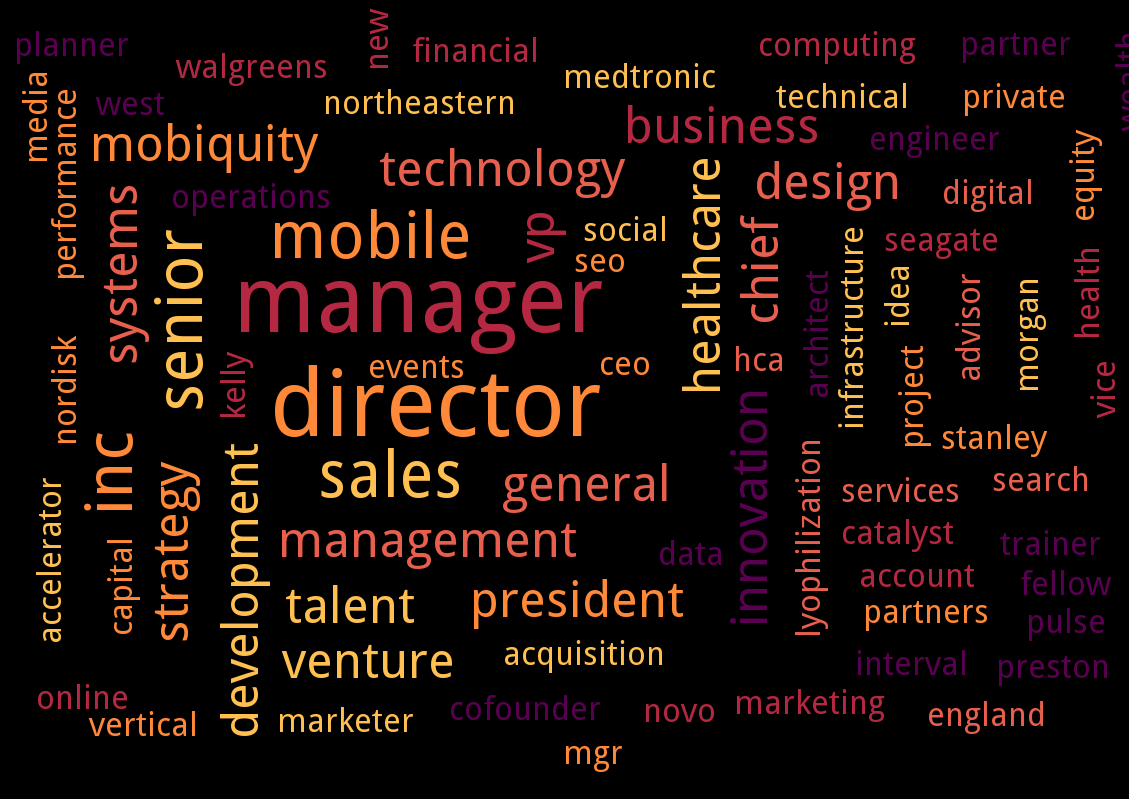 planner
walgreens
new
financial
medtronic
computing
partner
wealth
media
performance
west
northeastern
technical
private
mobiquity
technology
business
engineer
equity
operations
healthcare
design
digital
systems
senior
mobile
vp
social
seo
chief
infrastructure
seagate
idea
advisor
morgan
health
manager
architect
nordisk
kelly
events
ceo
hca
project
vice
director
innovation
stanley
inc
sales
general
lyophilization
services
search
accelerator
capital
strategy
development
management
data
catalyst
trainer
account
fellow
talent
president
partners
pulse
venture
acquisition
interval
preston
online
vertical
marketer
cofounder
novo
marketing
england
mgr